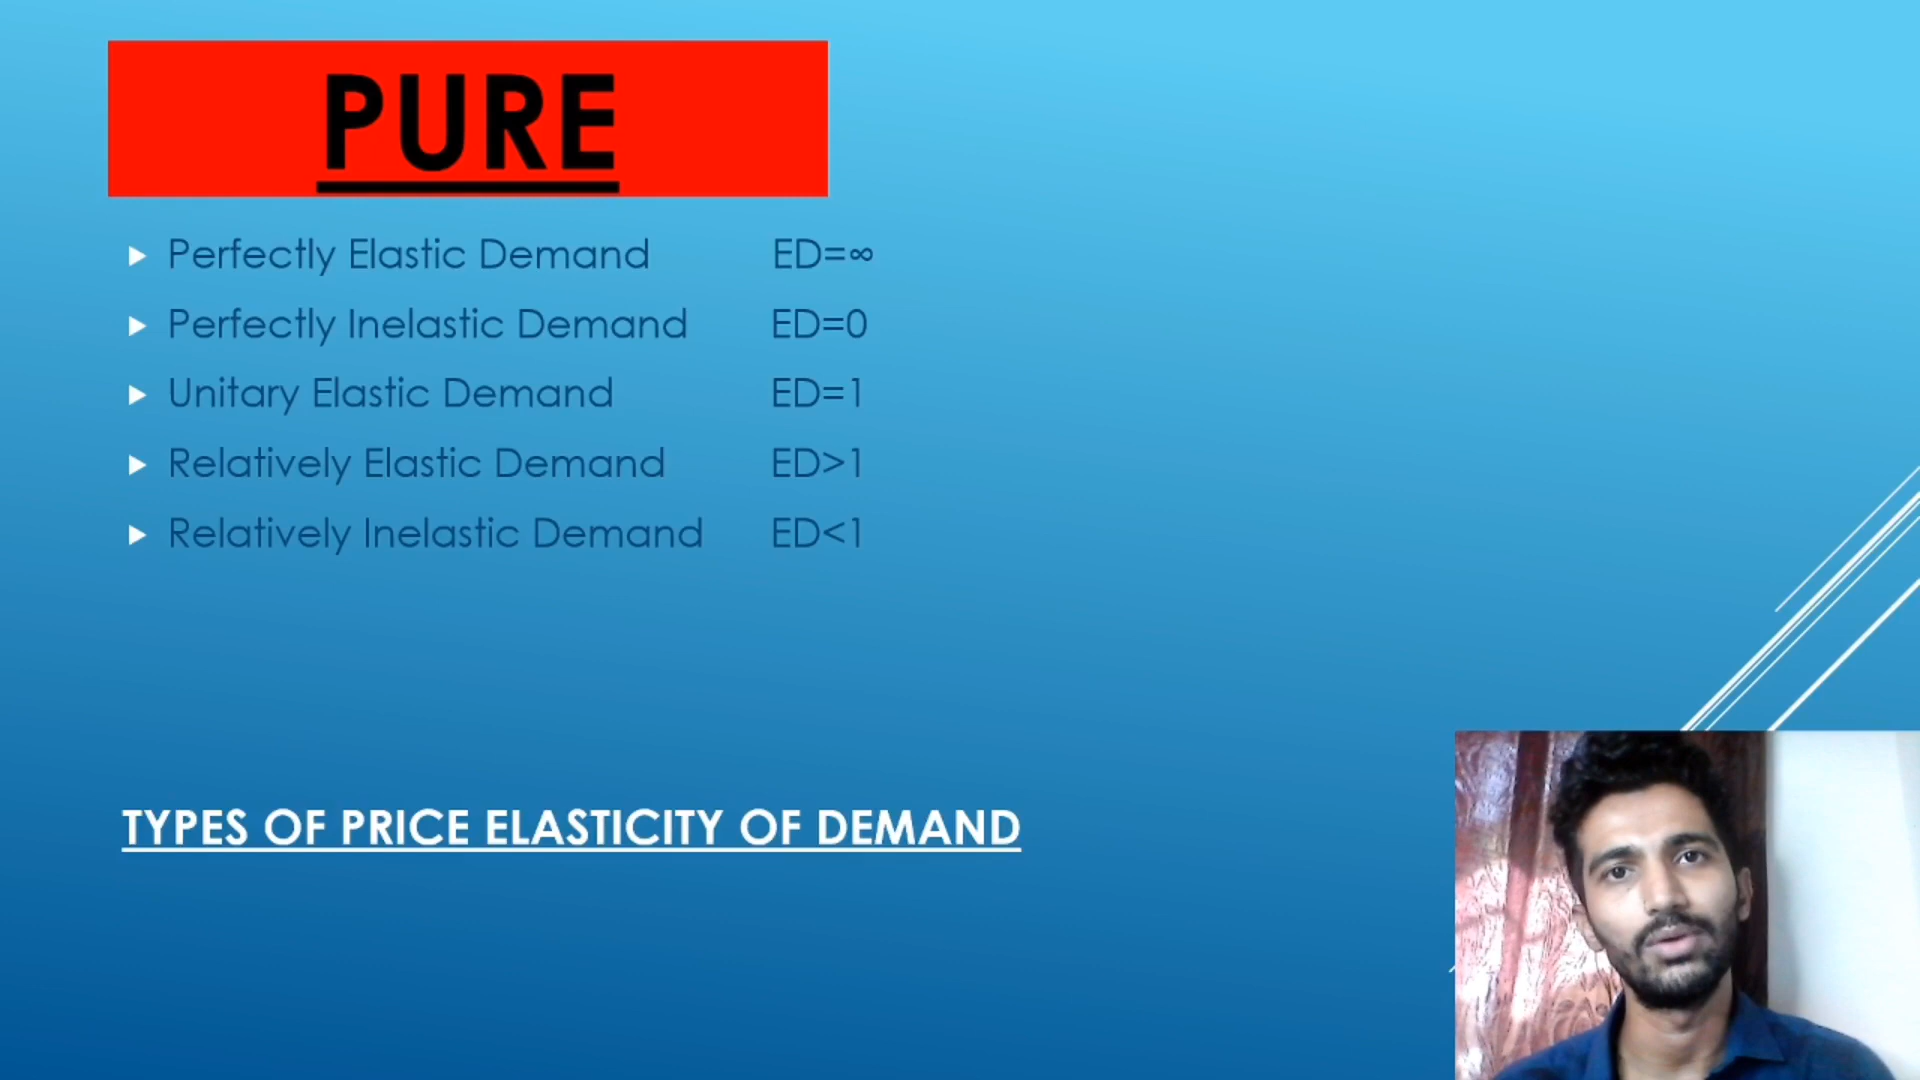 PURE
Perfectly Elastic Demand ED=∞
Perfectly Inelastic Demand ED=0
Unitary Elastic Demand ED=1
Relatively Elastic Demand ED>1
Relatively Inelastic Demand ED<1
TYPES OF PRICE ELASTICITY OF DEMAND